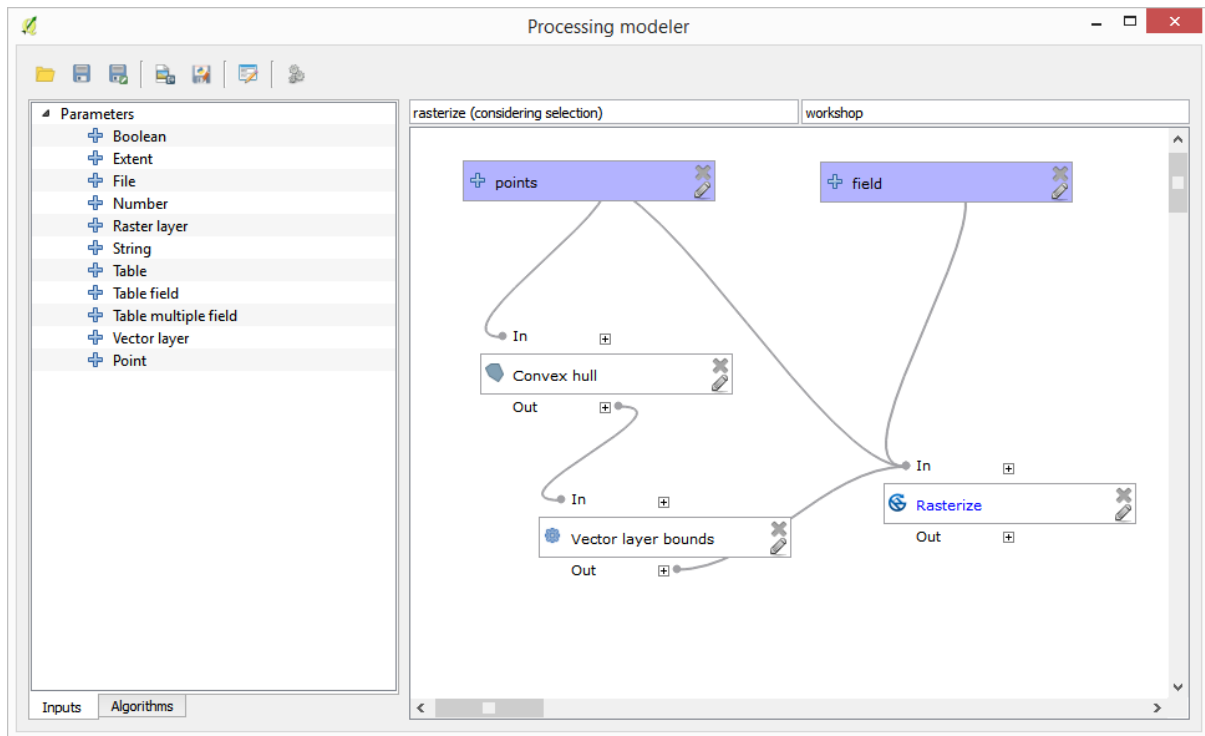 Processing modeler
Parameters
Boolean
Extent
File
Number
Raster layer
String
Table
Table field
Table multiple field
Vector layer
Point
Inputs
Algorithms
rasterize (considering selection)
workshop
points
field
In
Convex hull
Out
In
Vector layer bounds
Out
In
Rasterize
Out